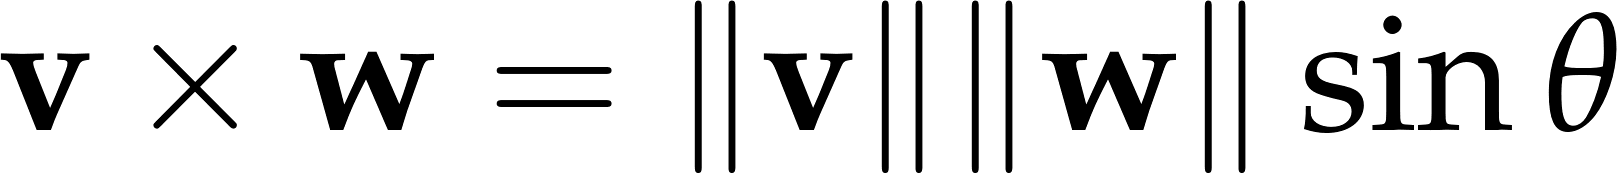 v × w = ‖v‖‖w‖ sin θ